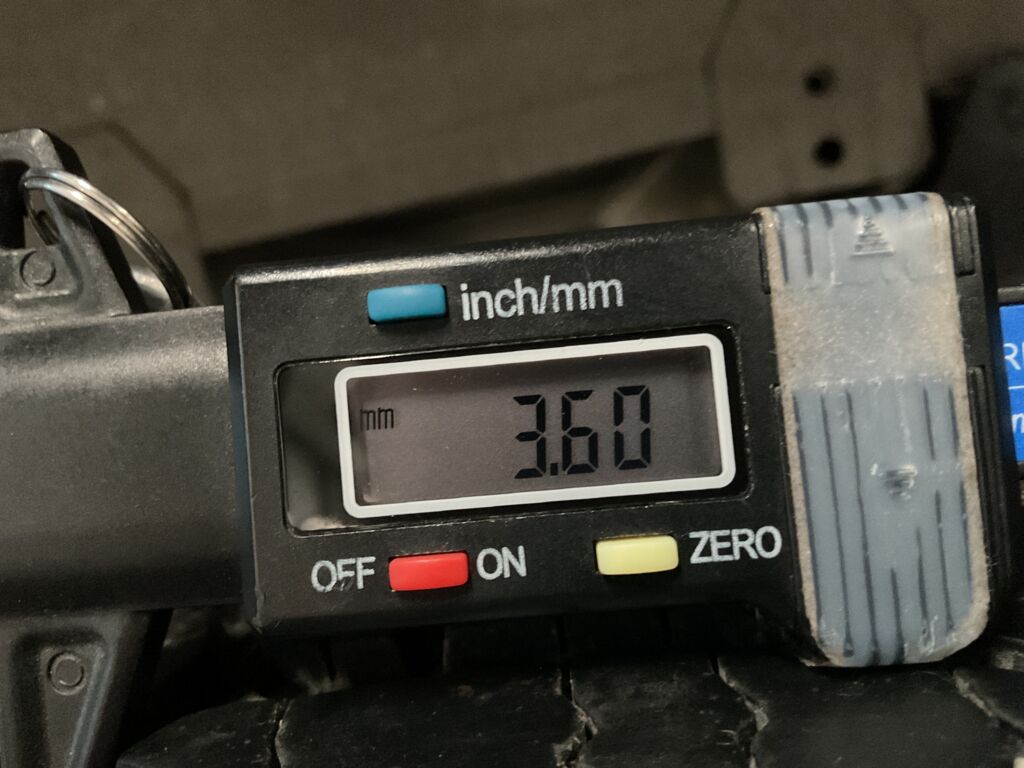 inch/mm
mm 3.60
OFF ON ZERO